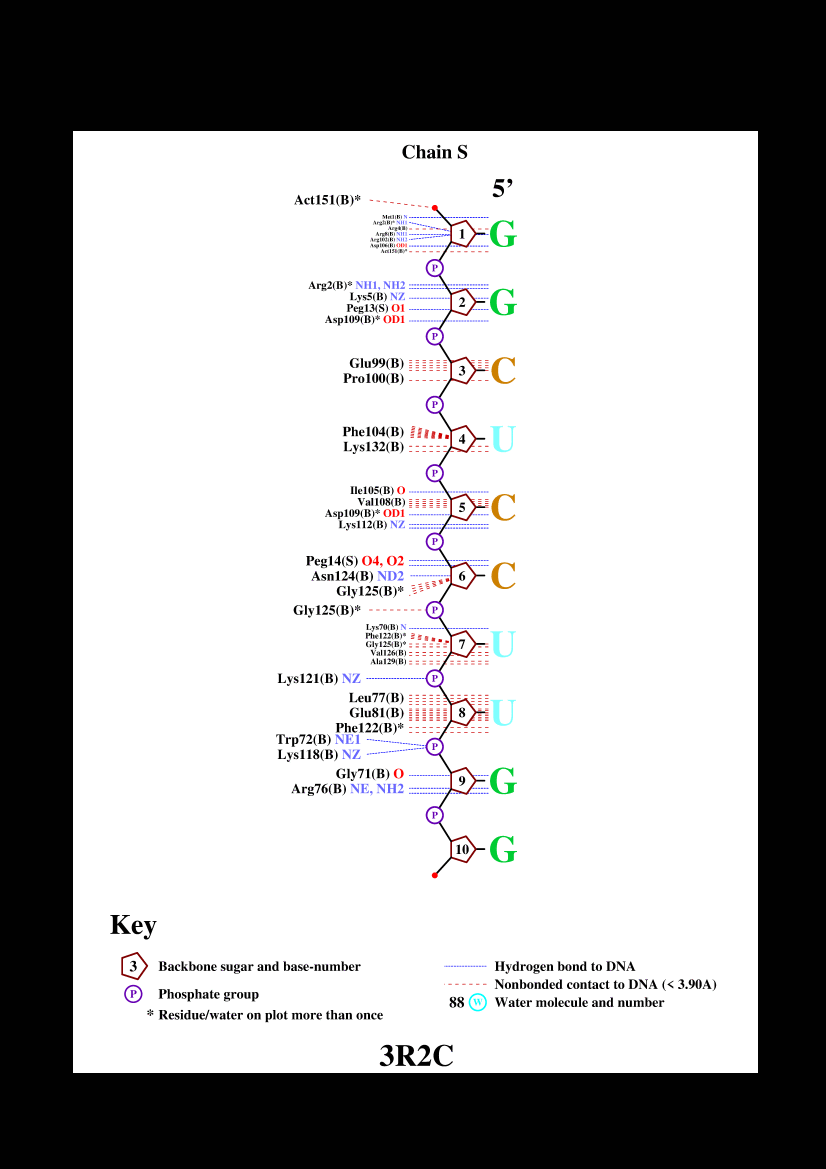 Chain S
5’
Act151(B)*
Met1(B) N
Arg2(B)* NH1
Arg4(B)
Arg8(B) NH1
Arg102(B) NH2
Asp106(B) OD1
Act151(B)*
1 G
P
Arg2(B)* NH1, NH2
Lys5(B) NZ
Peg13(S) O1
Asp109(B)* OD1
2 G
P
Glu99(B)
Pro100(B)
3 C
P
Phe104(B)
Lys132(B)
4 U
P
Ile105(B) O
Val108(B)
Asp109(B)* OD1
Lys112(B) NZ
5 C
P
Peg14(S) O4, O2
Asn124(B) ND2
Gly125(B)*
6 C
Gly125(B)* P
Lys70(B) N
Phe122(B)*
Gly125(B)*
Val126(B)
Ala129(B)
7 U
Lys121(B) NZ P
Leu77(B)
Glu81(B)
Phe122(B)*
8 U
Trp72(B) NE1
Lys118(B) NZ
P
Gly71(B) O
Arg76(B) NE, NH2
9 G
P
10 G
Key
3 Backbone sugar and base-number
P Phosphate group
* Residue/water on plot more than once
Hydrogen bond to DNA
Nonbonded contact to DNA (< 3.90A)
88 W Water molecule and number
3R2C